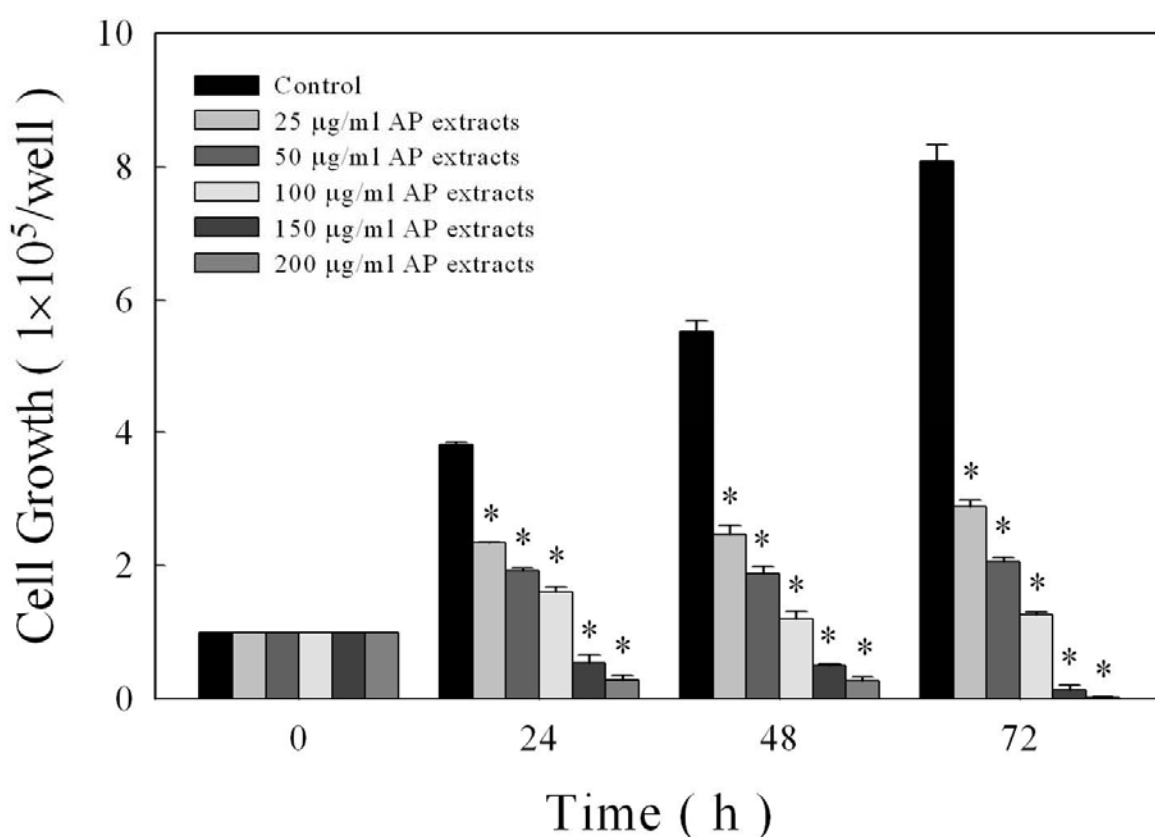 10
8
6
4
2
0
Cell Growth ( 1×10⁵/well )
Control
25 µg/ml AP extracts
50 µg/ml AP extracts
100 µg/ml AP extracts
150 µg/ml AP extracts
200 µg/ml AP extracts
* * * * *
* * * * *
* * * * *
0 24 48 72
Time ( h )